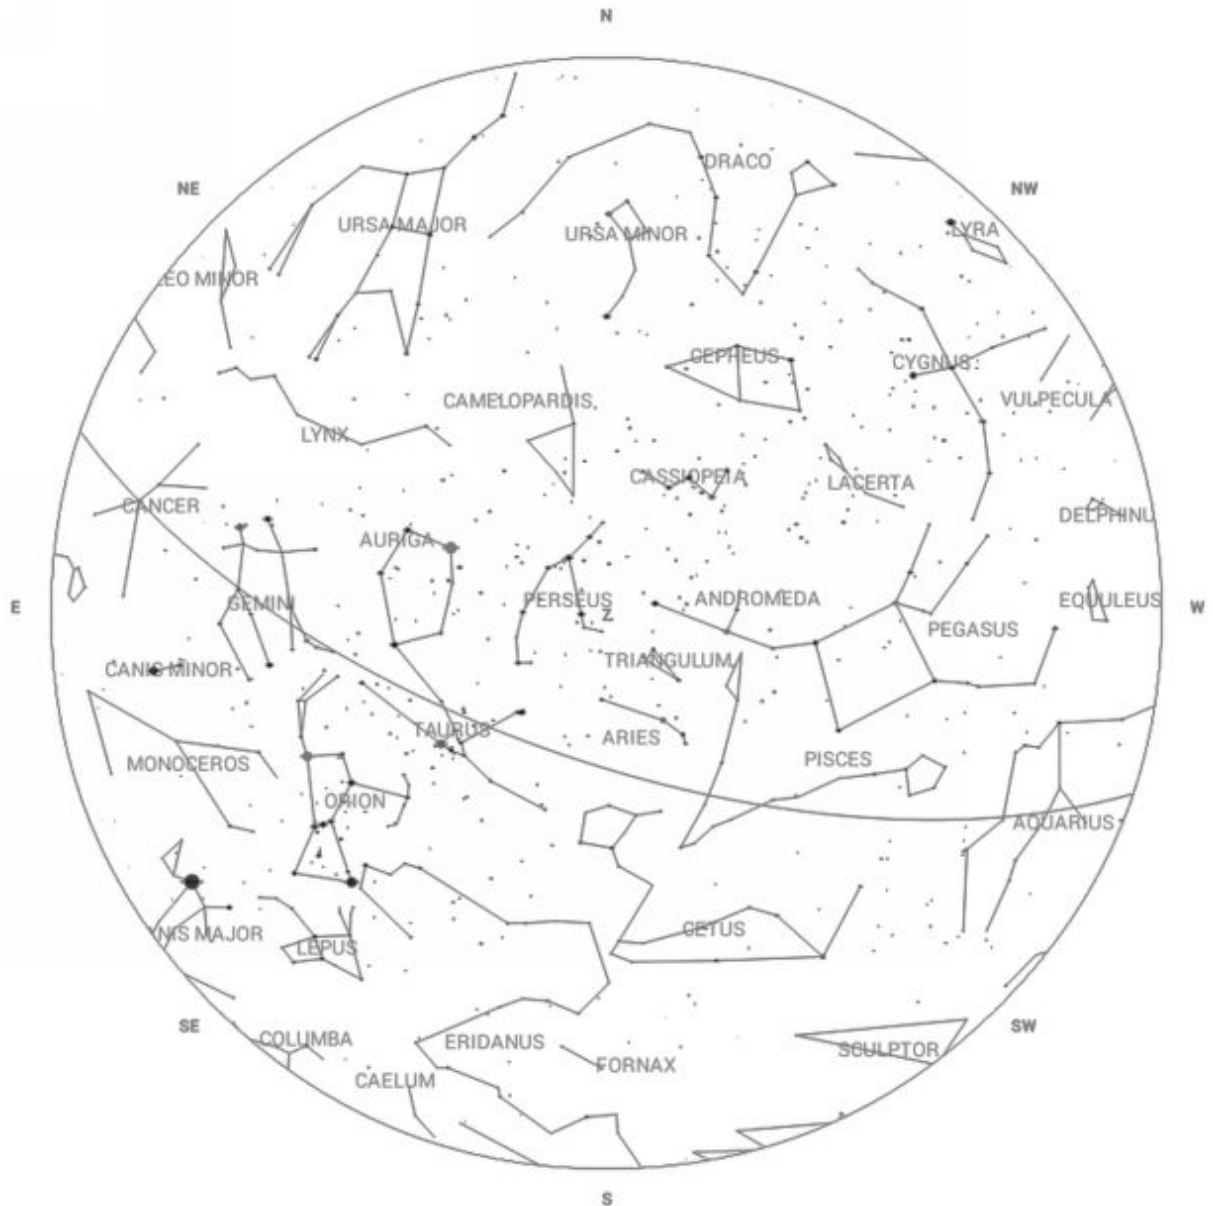 N
DRACO
NE
NW
URSA MAJOR
URSA MINOR
LYRA
LEO MINOR
CEPHEUS
CYGNUS
CAMELOPARDIS
VULPECULA
LYNX
CASSIOPEIA
LACERTA
CANCER
DELPHINU
AURIGA
E
GEMINI
PERSEUS
Z
ANDROMEDA
EQUULEUS
W
PEGASUS
CANIS MINOR
TRIANGULUM
TAURUS
ARIES
MONOCEROS
PISCES
ORION
AQUARIUS
NIS MAJOR
LEPUS
CETUS
SE
SW
COLUMBA
ERIDANUS
SCULPTOR
FORNAX
CAELUM
S